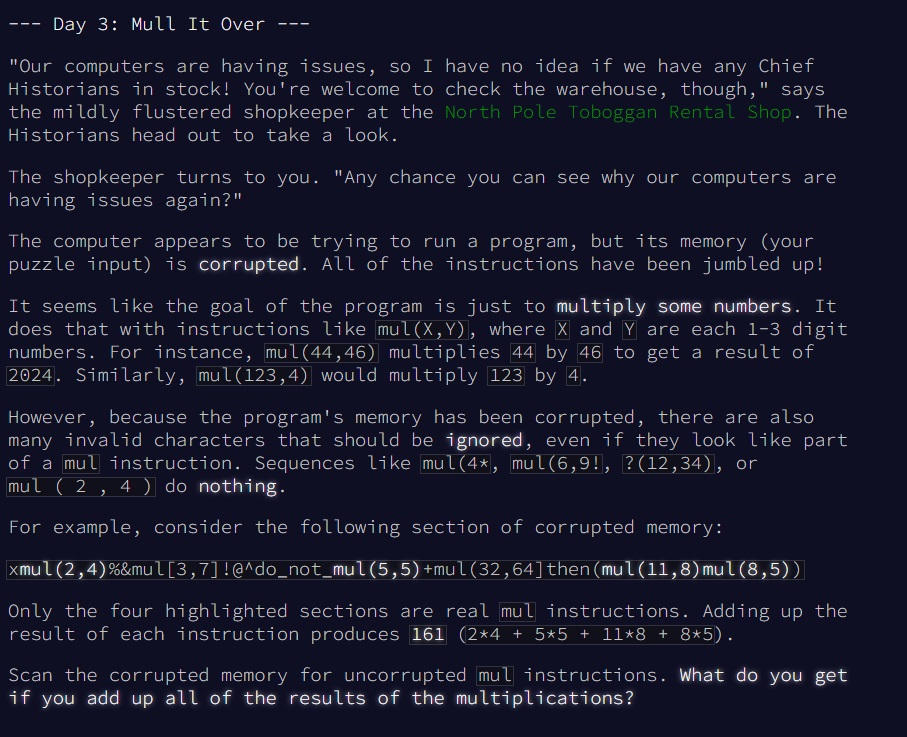 --- Day 3: Mull It Over ---
"Our computers are having issues, so I have no idea if we have any Chief
Historians in stock! You're welcome to check the warehouse, though," says
the mildly flustered shopkeeper at the North Pole Toboggan Rental Shop. The
Historians head out to take a look.
The shopkeeper turns to you. "Any chance you can see why our computers are
having issues again?"
The computer appears to be trying to run a program, but its memory (your
puzzle input) is corrupted. All of the instructions have been jumbled up!
It seems like the goal of the program is just to multiply some numbers. It
does that with instructions like mul(X,Y), where X and Y are each 1-3 digit
numbers. For instance, mul(44,46) multiplies 44 by 46 to get a result of
2024. Similarly, mul(123,4) would multiply 123 by 4.
However, because the program's memory has been corrupted, there are also
many invalid characters that should be ignored, even if they look like part
of a mul instruction. Sequences like mul(4*, mul(6,9!, ?(12,34), or
mul ( 2 , 4 ) do nothing.
For example, consider the following section of corrupted memory:
xmul(2,4)%&mul[3,7]!@^do_not_mul(5,5)+mul(32,64]then(mul(11,8)mul(8,5))
Only the four highlighted sections are real mul instructions. Adding up the
result of each instruction produces 161 (2*4 + 5*5 + 11*8 + 8*5).
Scan the corrupted memory for uncorrupted mul instructions. What do you get
if you add up all of the results of the multiplications?